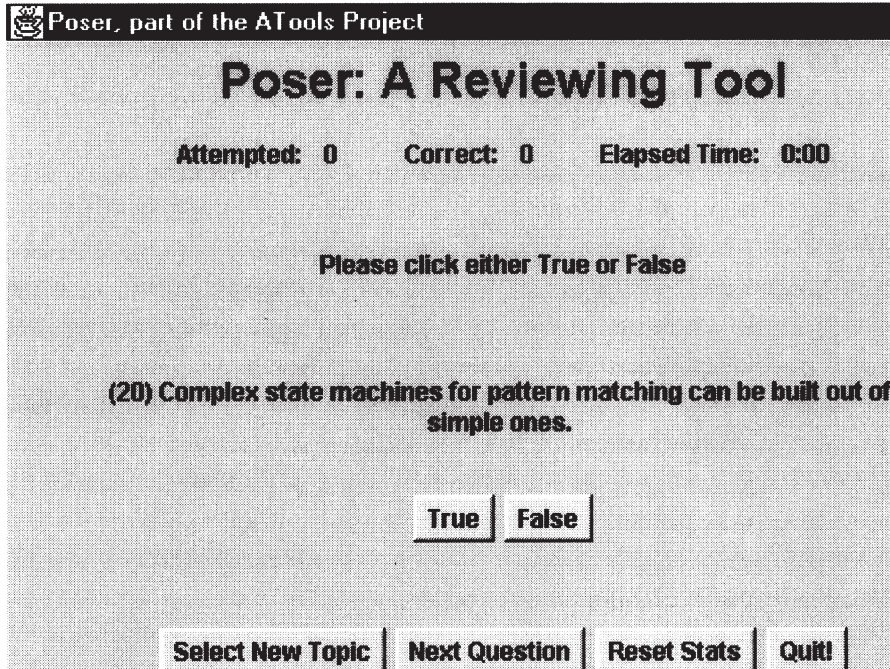 Poser, part of the ATools Project
Poser: A Reviewing Tool
Attempted: 0 Correct: 0 Elapsed Time: 0:00
Please click either True or False
(20) Complex state machines for pattern matching can be built out of
simple ones.
True False
Select New Topic Next Question Reset Stats Quit!